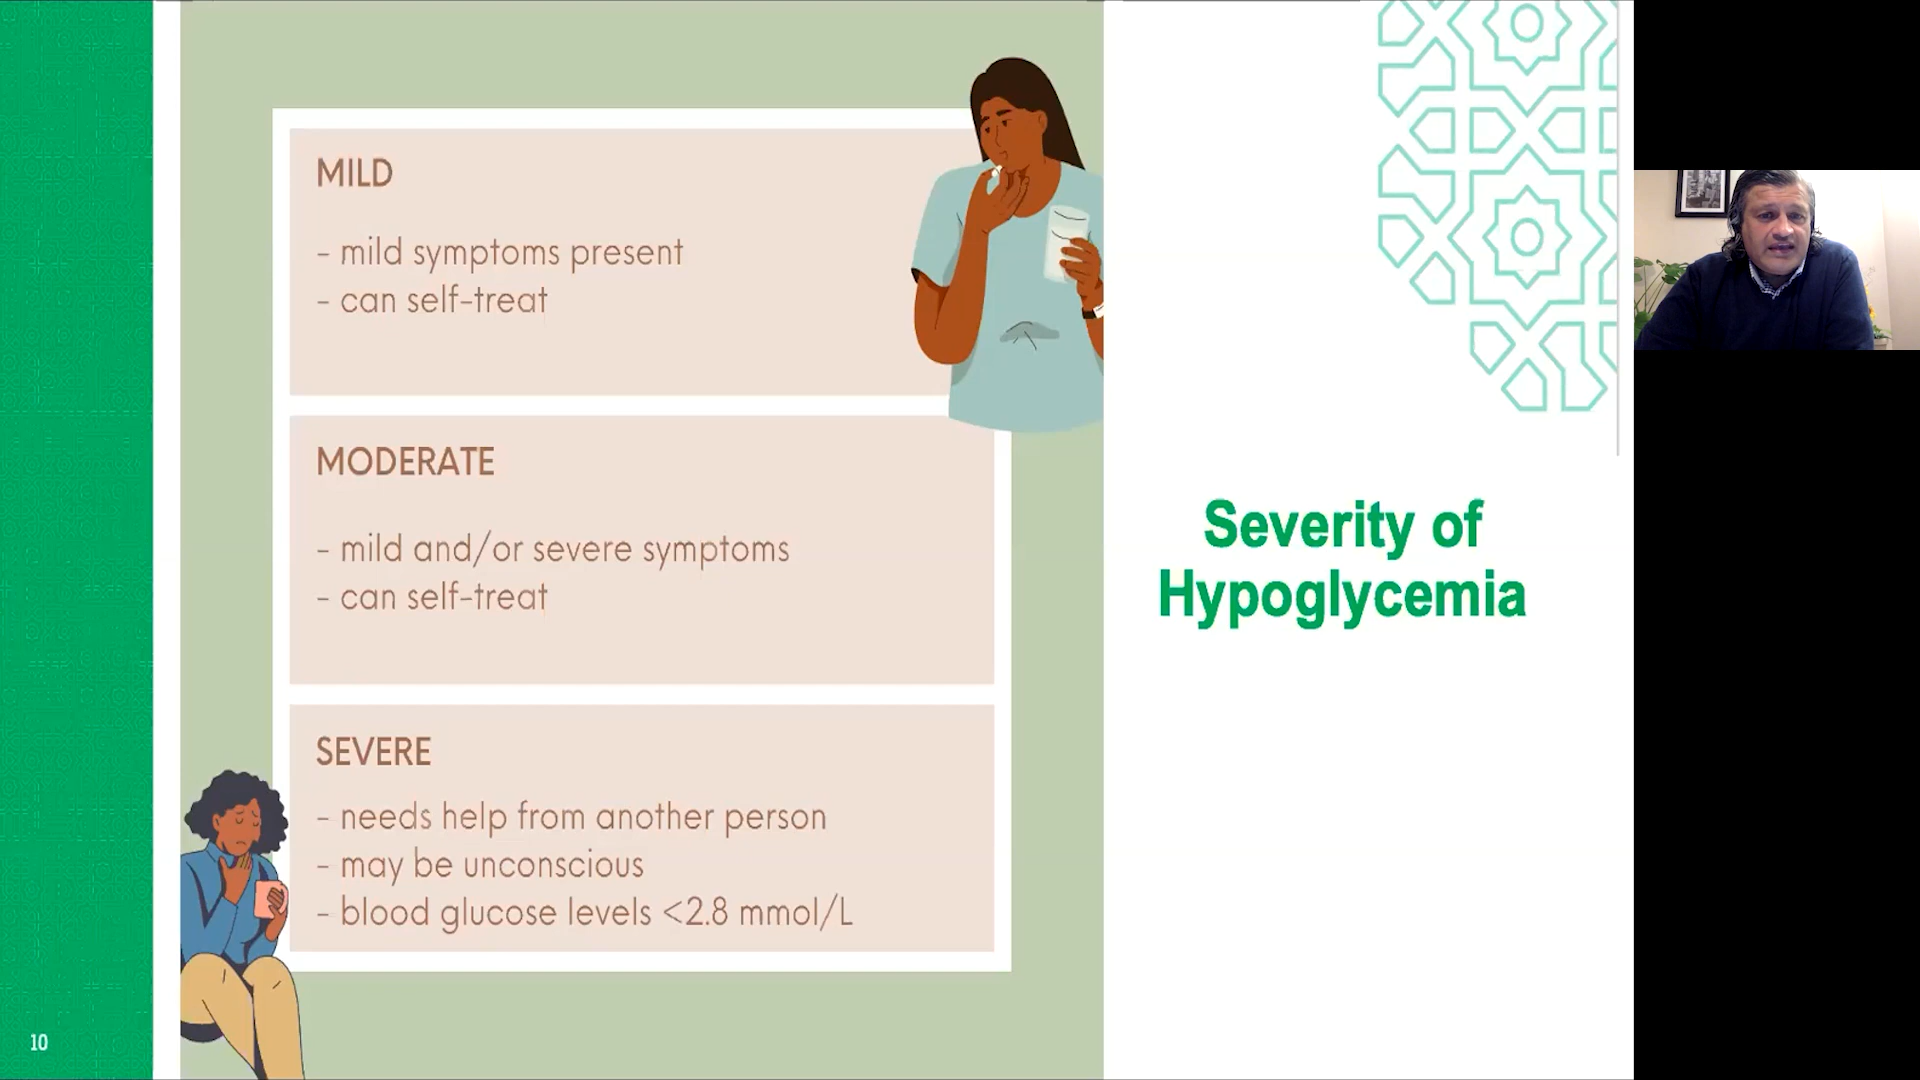 MILD
- mild symptoms present
- can self-treat
MODERATE
- mild and/or severe symptoms
- can self-treat
SEVERE
- needs help from another person
- may be unconscious
- blood glucose levels <2.8 mmol/L
Severity of
Hypoglycemia
10